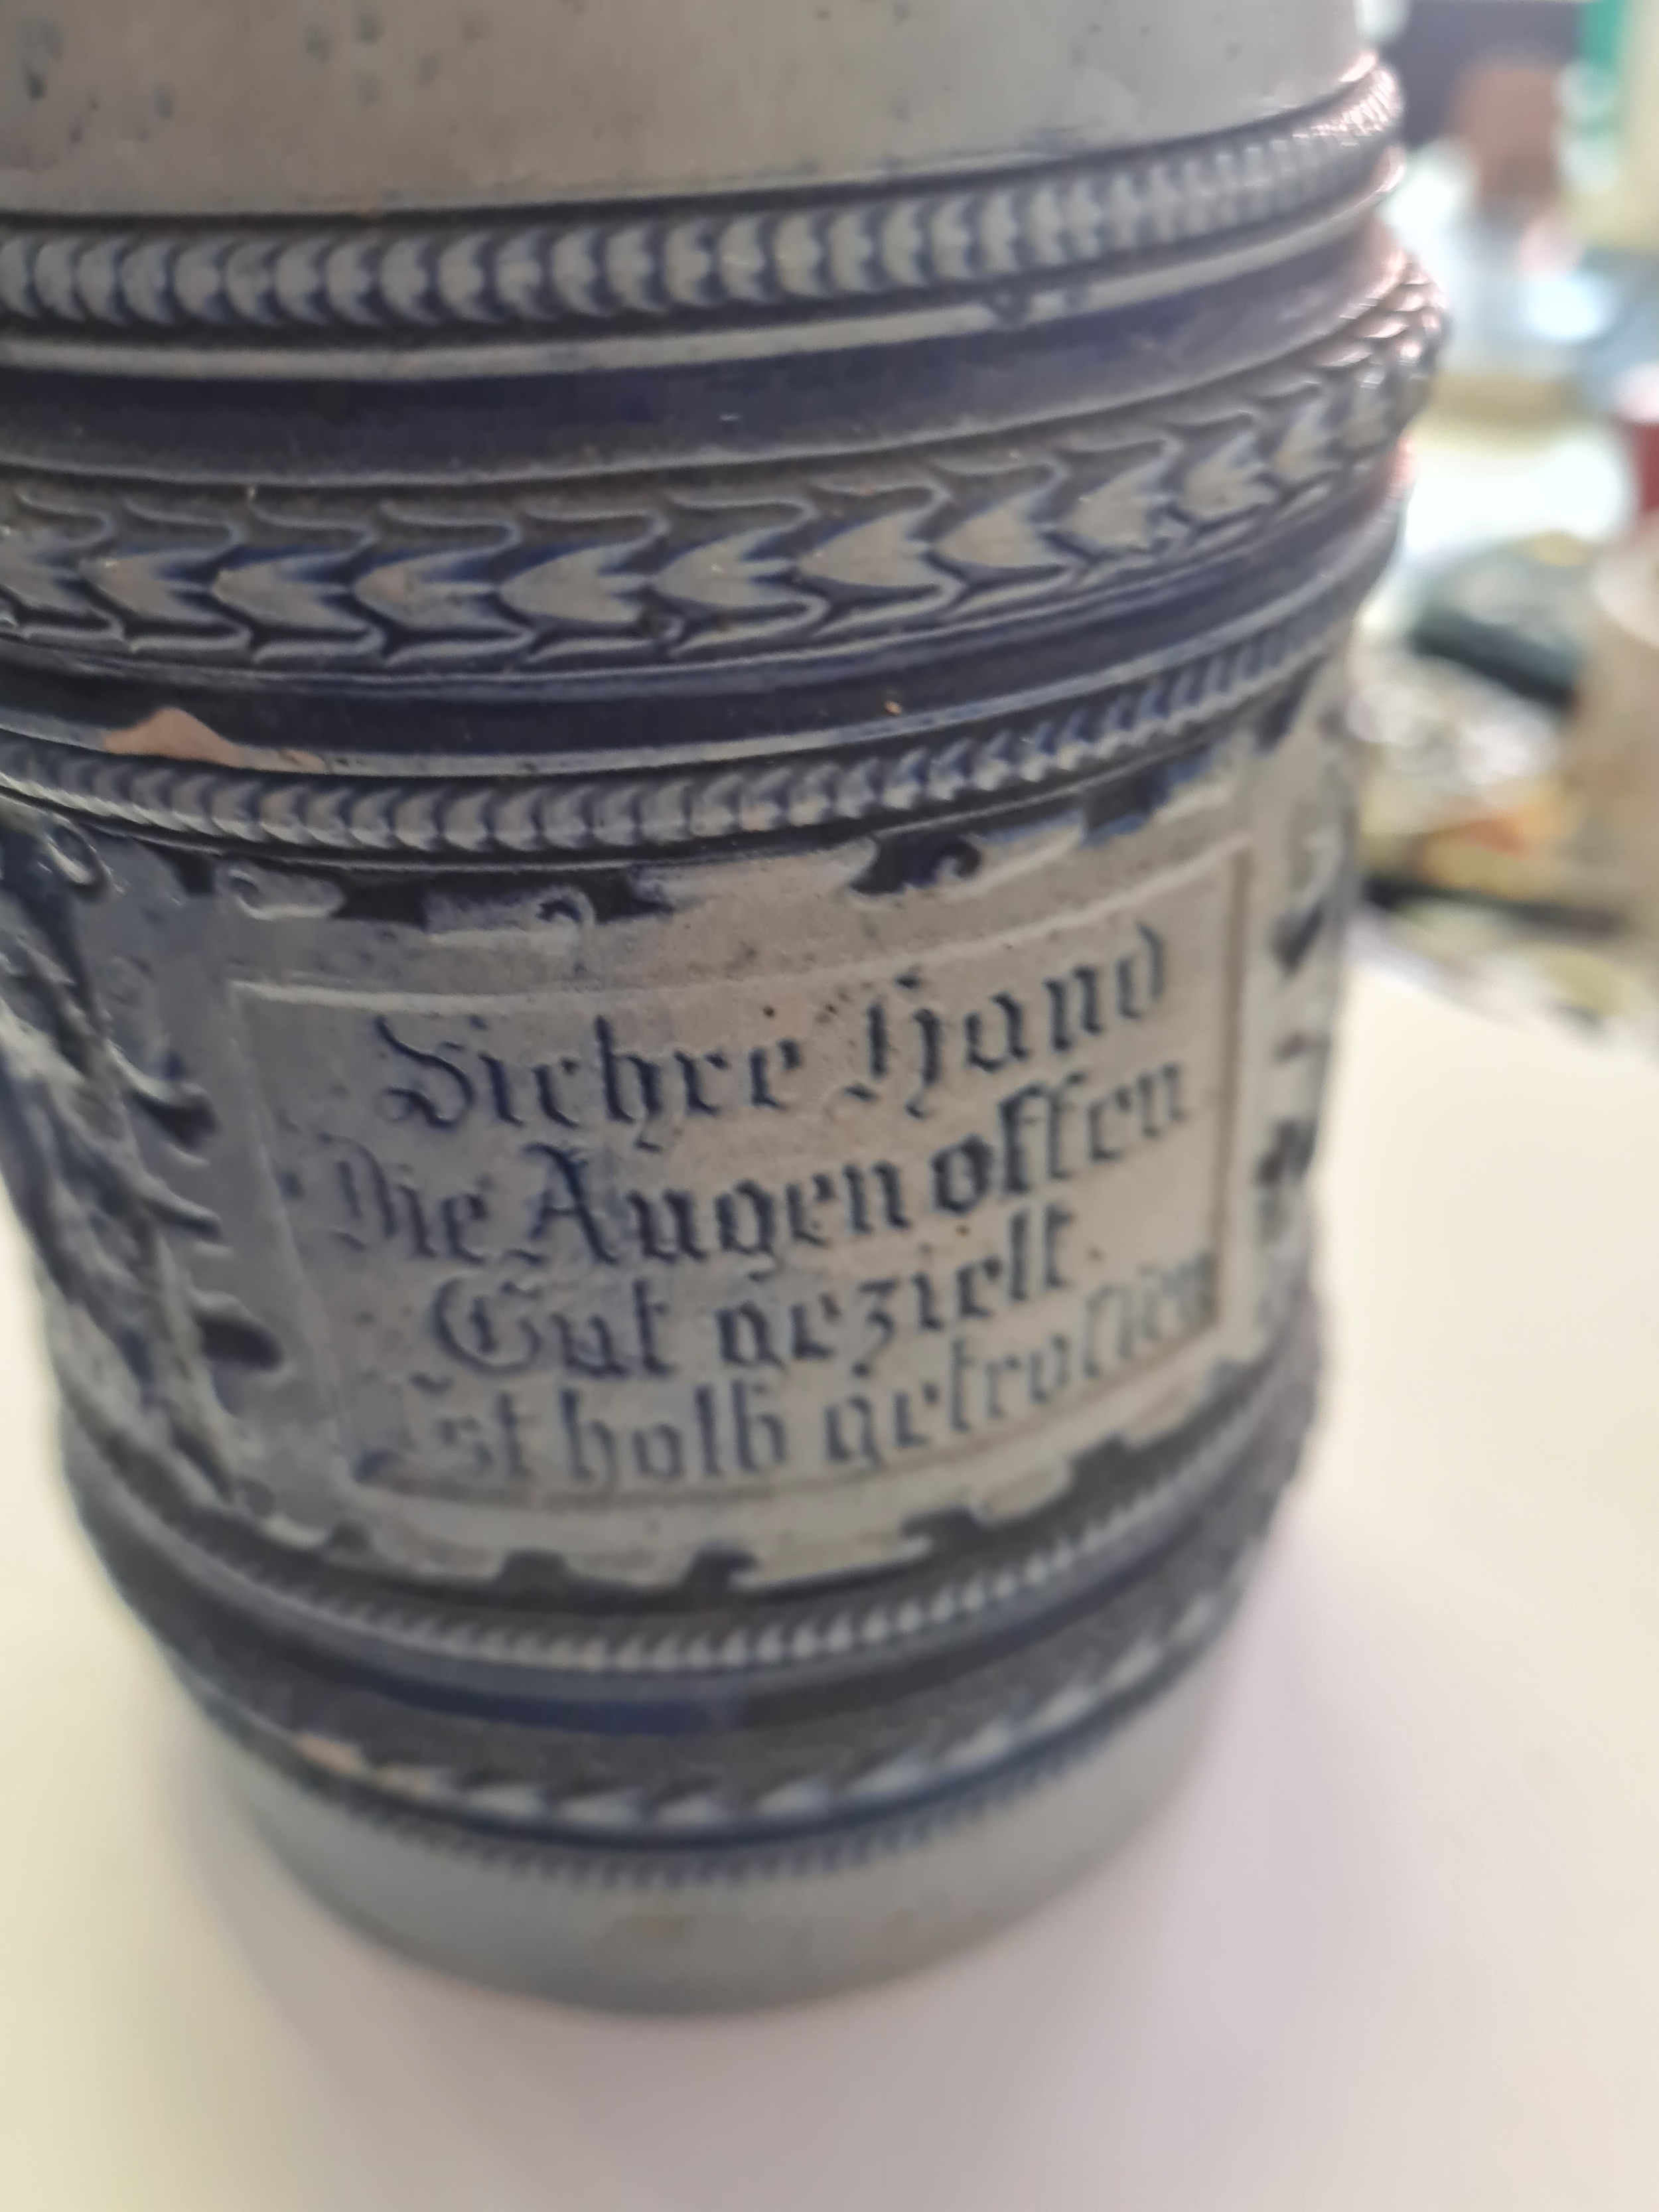 Sichre Hand
Die Augen offen
Gut gezielt
Ist halb getroffen